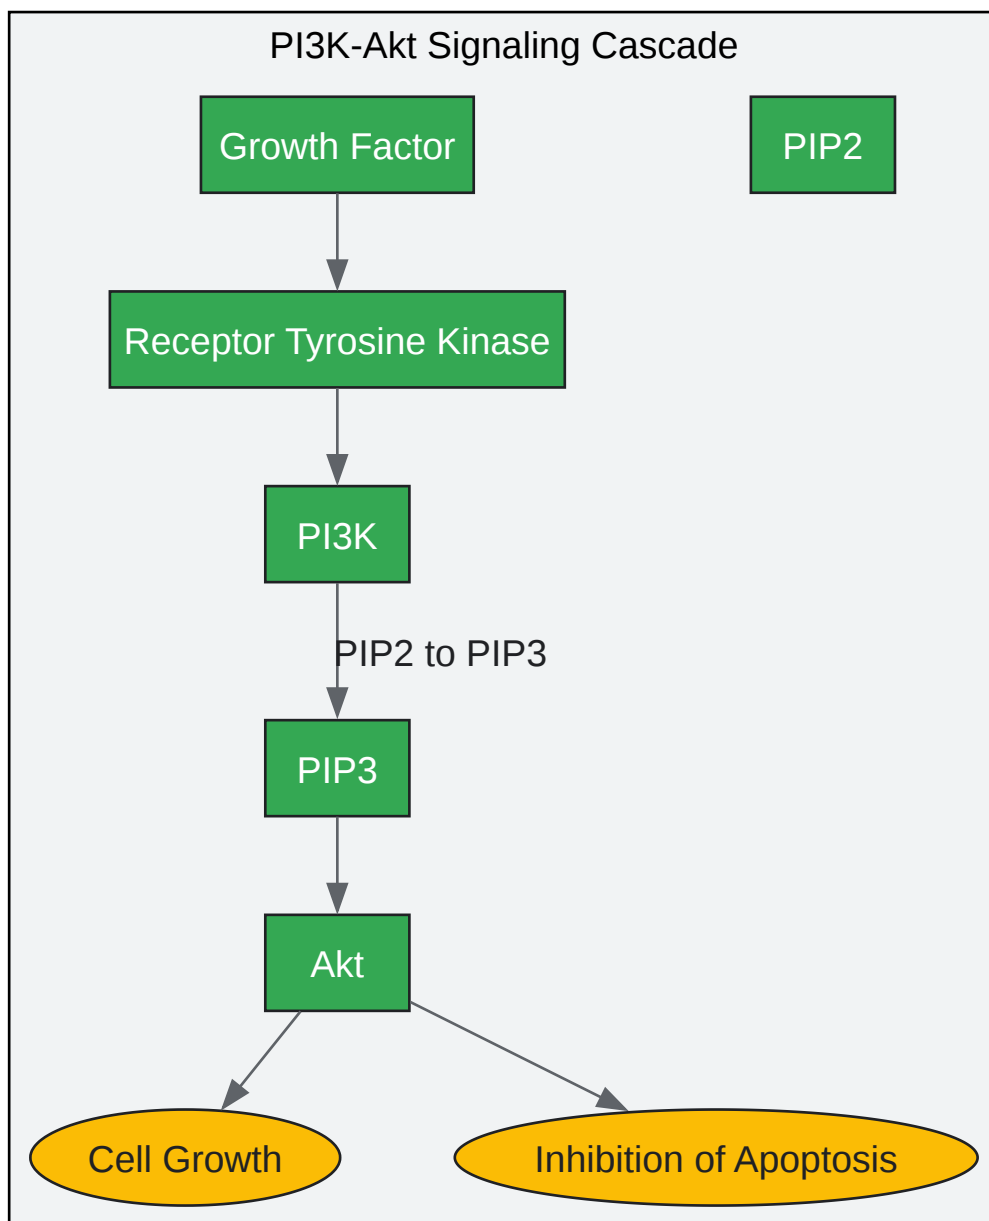 PI3K-Akt Signaling Cascade
Growth Factor
PIP2
Receptor Tyrosine Kinase
PI3K
PIP2 to PIP3
PIP3
Akt
Cell Growth
Inhibition of Apoptosis